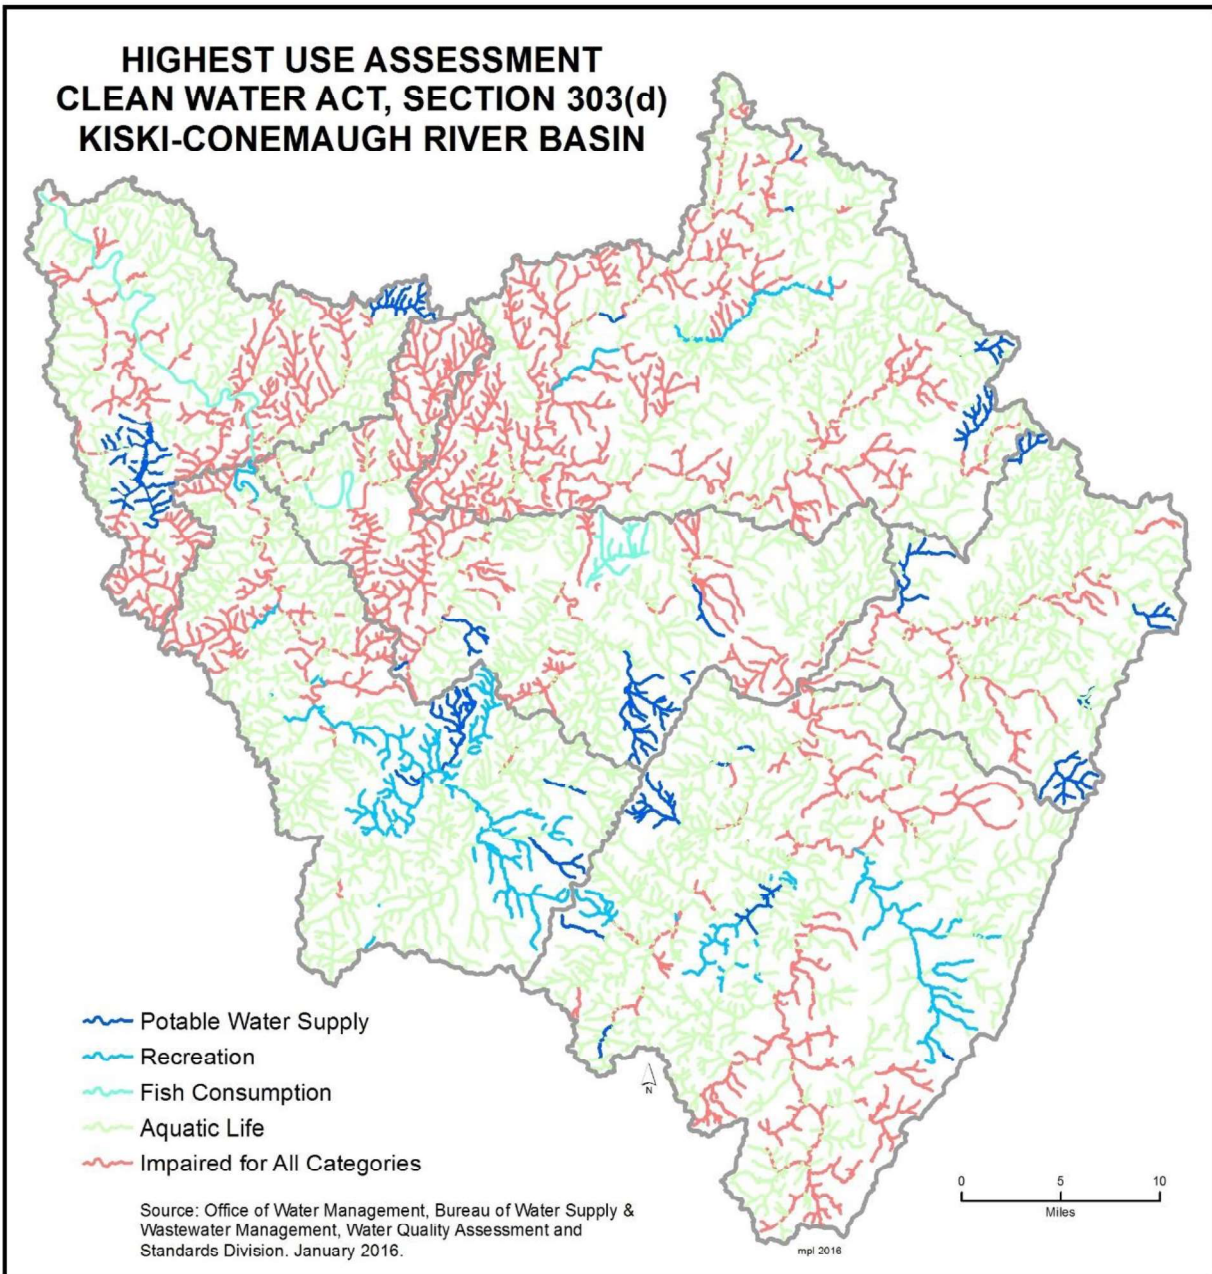 HIGHEST USE ASSESSMENT
CLEAN WATER ACT, SECTION 303(d)
KISKI-CONEMAUGH RIVER BASIN
Potable Water Supply
Recreation
Fish Consumption
Aquatic Life
Impaired for All Categories
N
0 5 10
Miles
Source: Office of Water Management, Bureau of Water Supply &
Wastewater Management, Water Quality Assessment and
Standards Division. January 2016.
mpl 2016